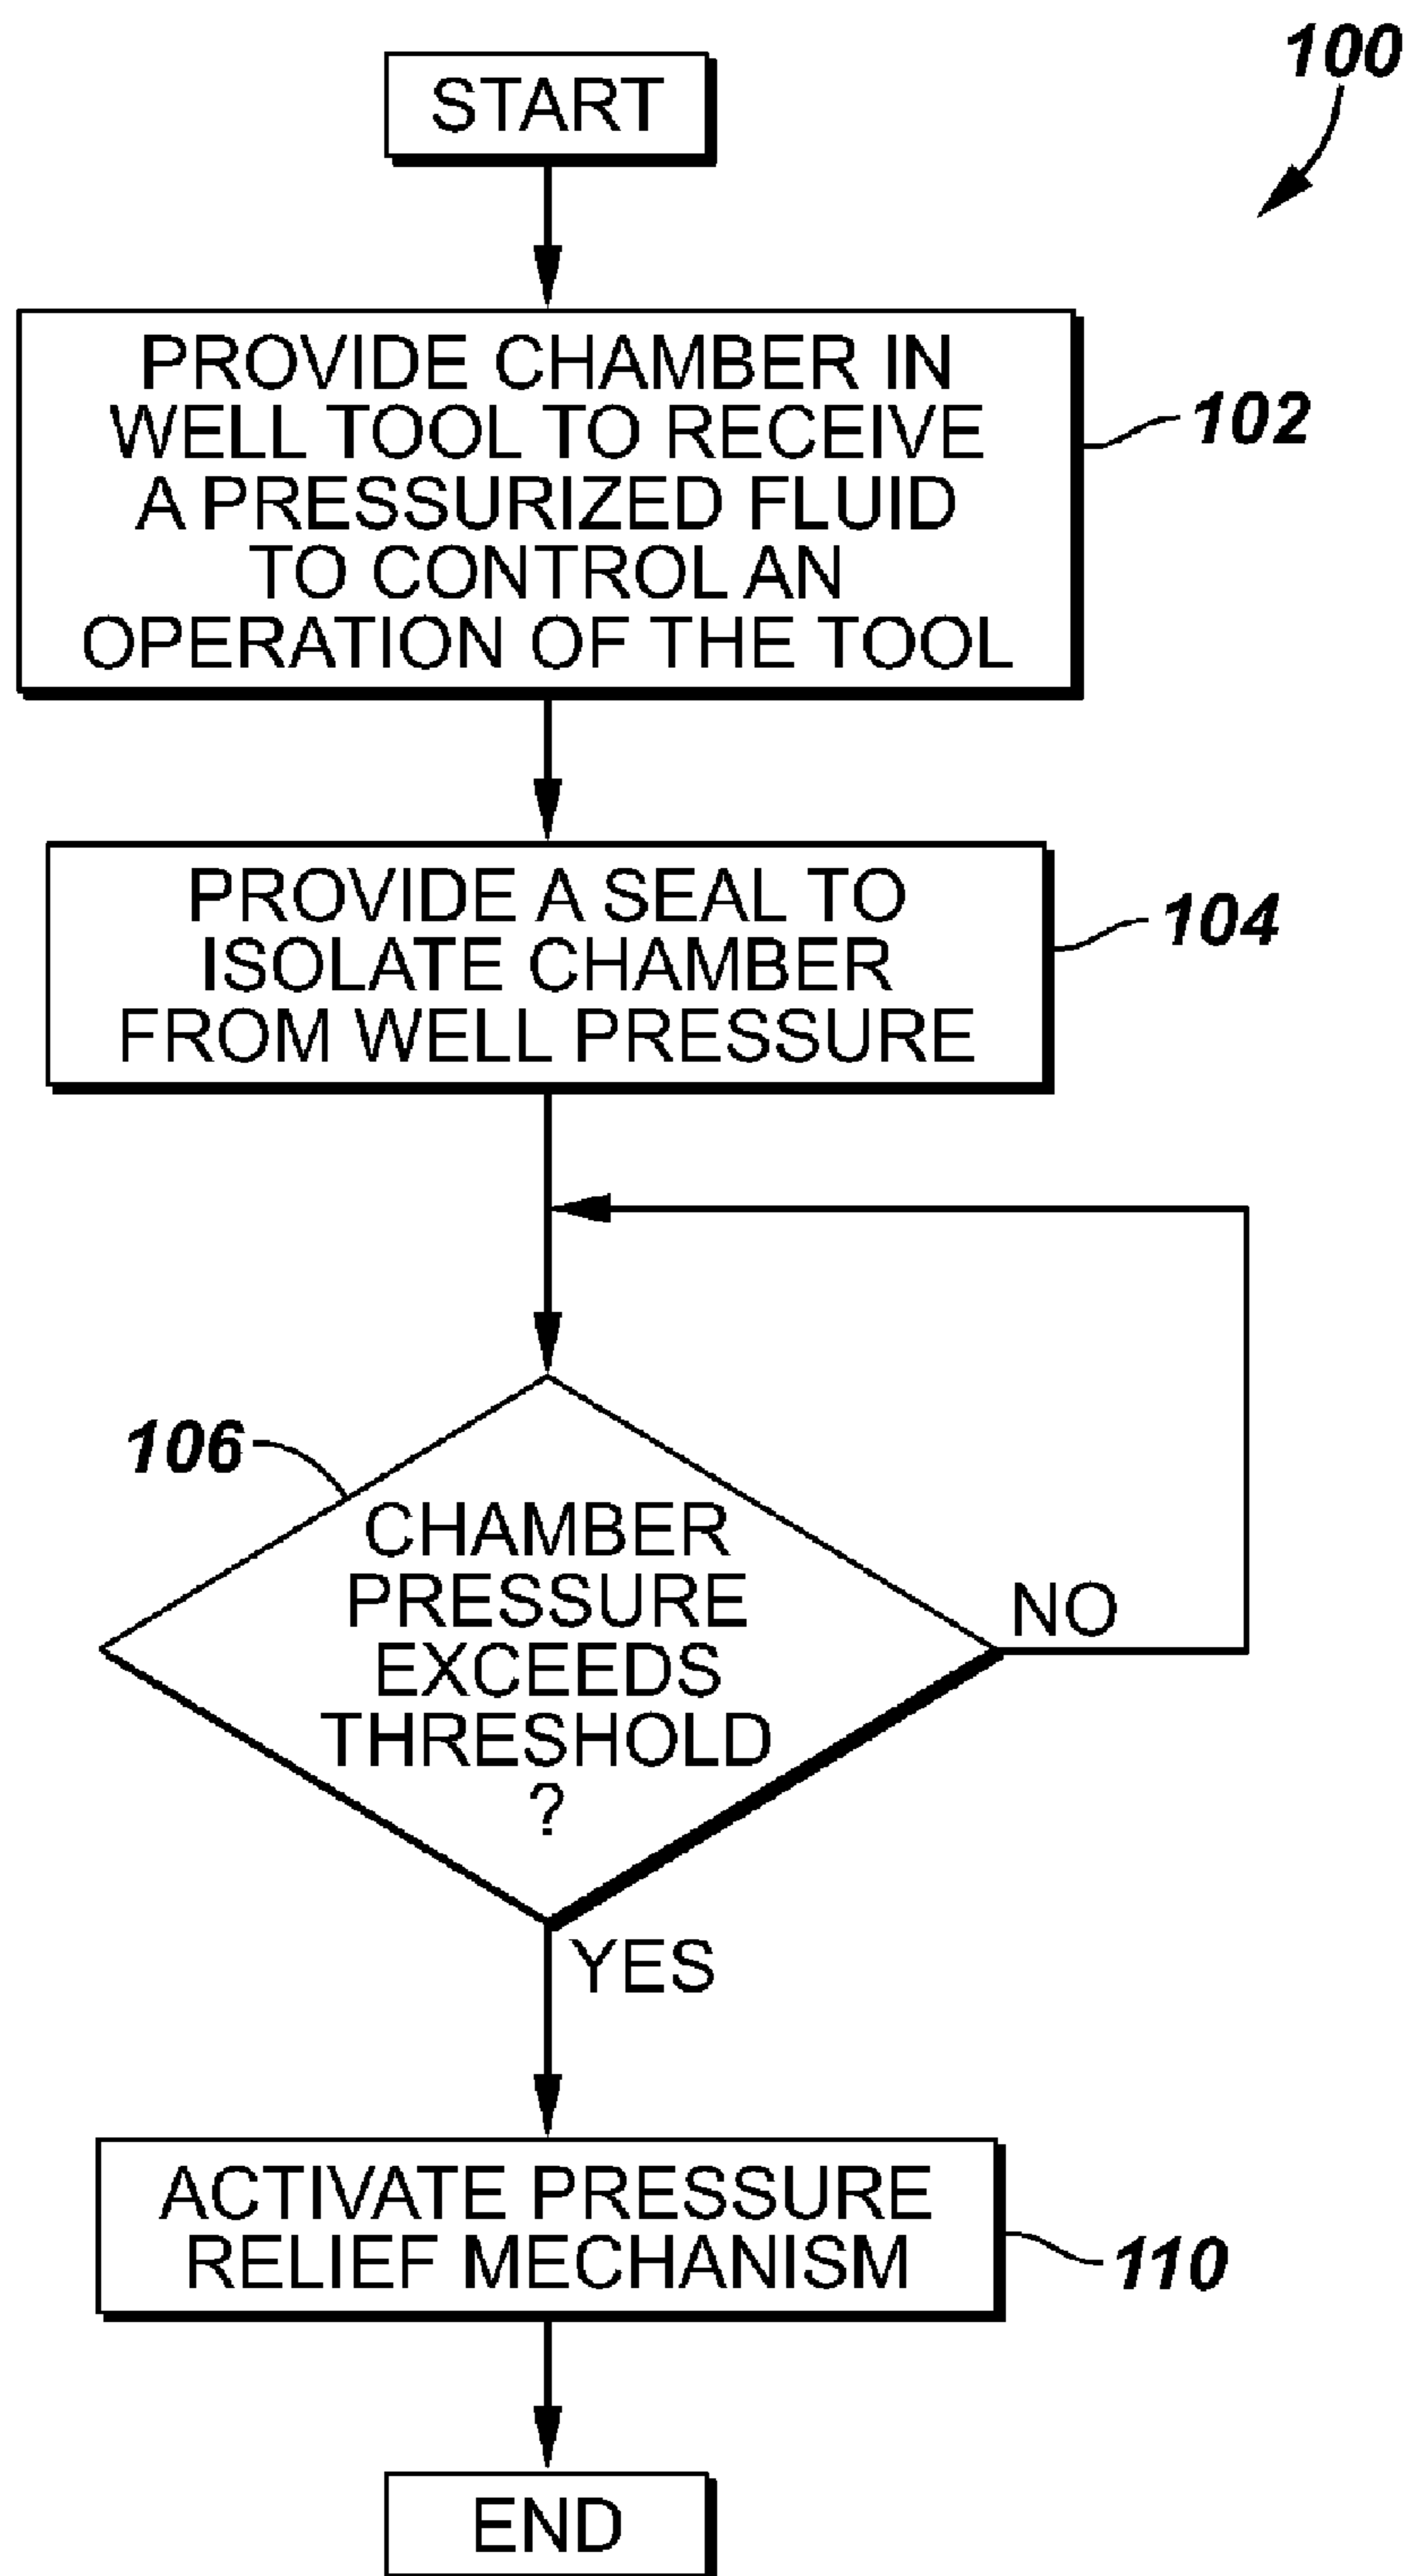 100
START
PROVIDE CHAMBER IN
WELL TOOL TO RECEIVE
A PRESSURIZED FLUID
TO CONTROL AN
OPERATION OF THE TOOL
102
PROVIDE A SEAL TO
ISOLATE CHAMBER
FROM WELL PRESSURE
104
106
CHAMBER
PRESSURE
EXCEEDS
THRESHOLD
?
NO
YES
ACTIVATE PRESSURE
RELIEF MECHANISM
110
END